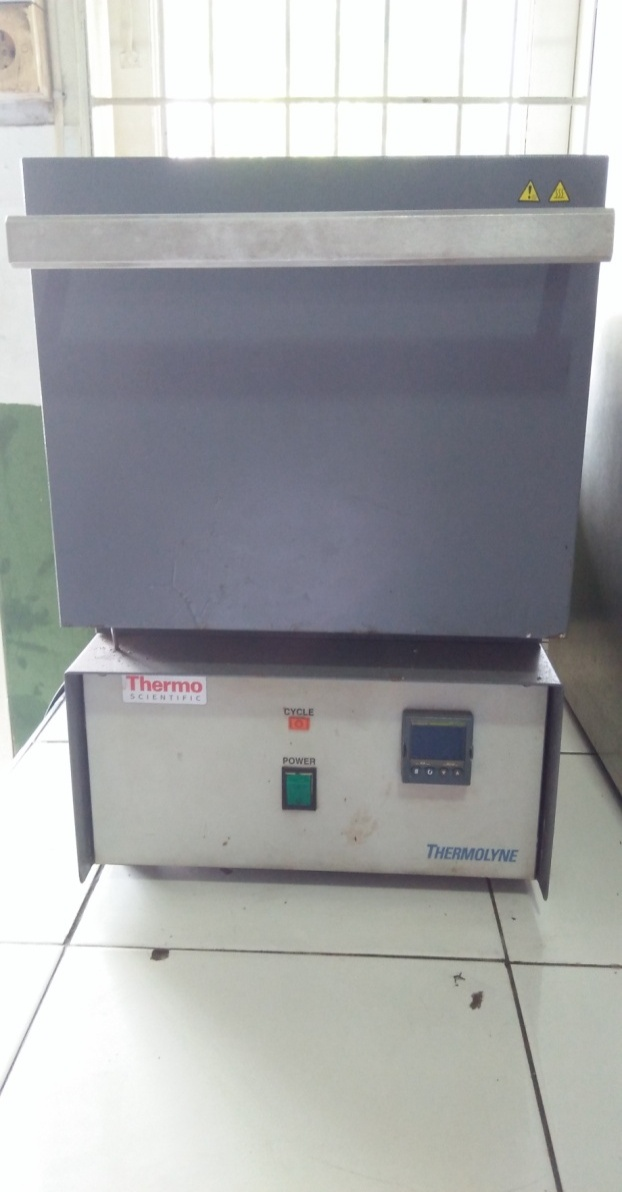 Thermo
SCIENTIFIC
CYCLE
POWER
THERMOLYNE